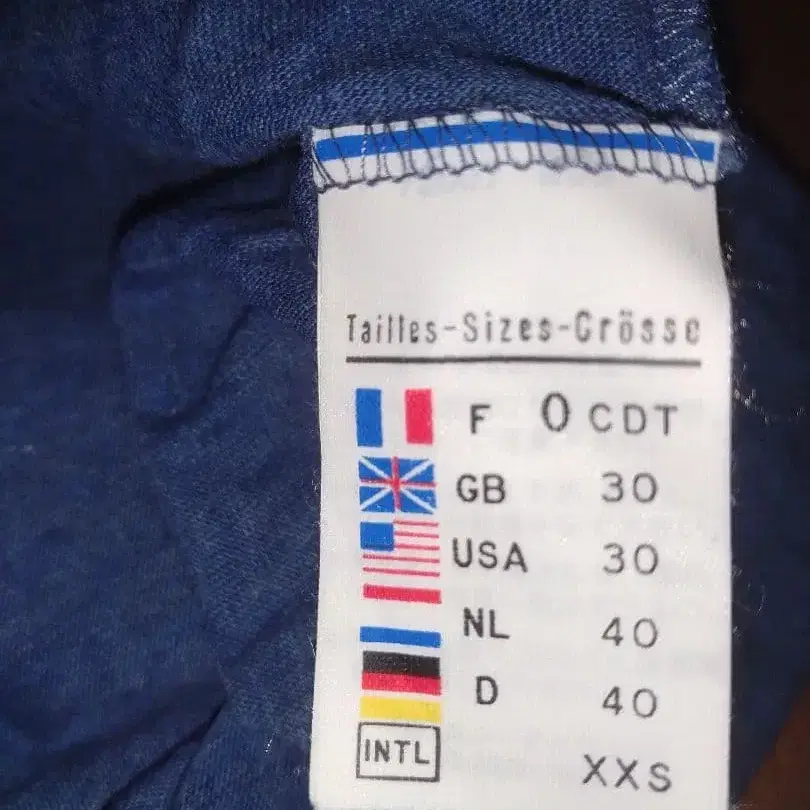 Tailles-Sizes-Grösse
F 0 CDT
GB 30
USA 30
NL 40
D 40
INTL XXS